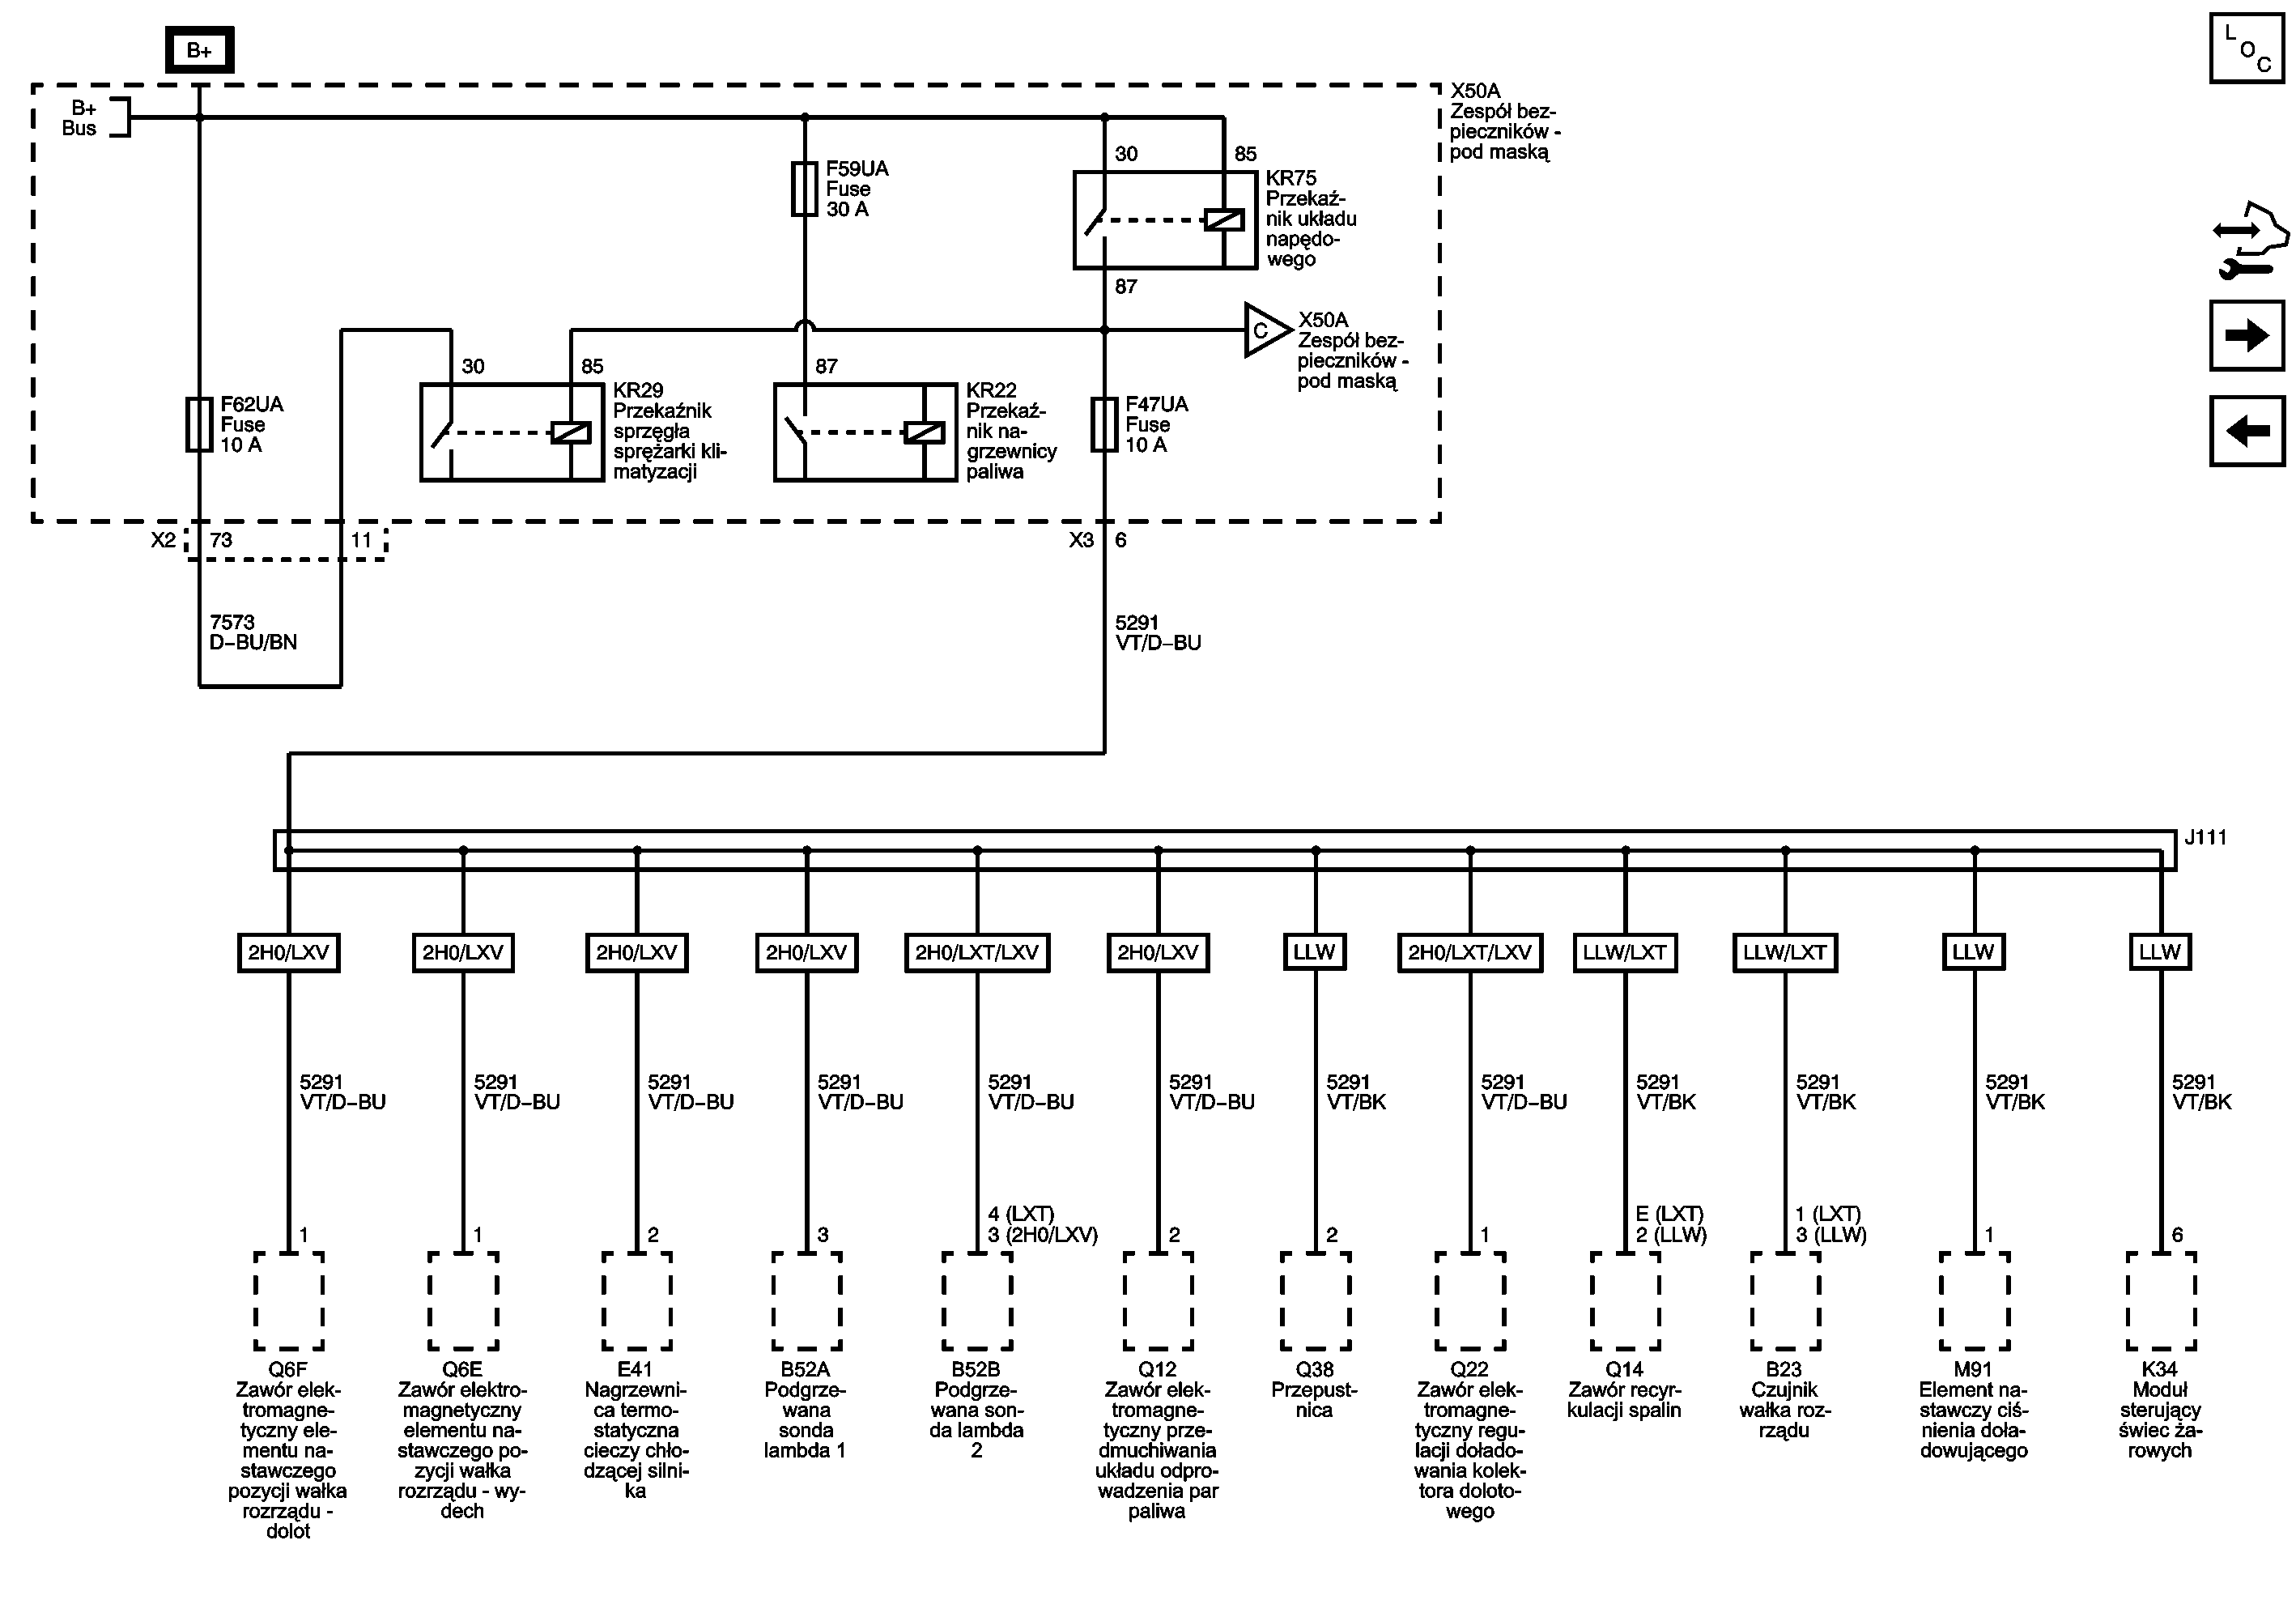 B+
L
O
C
B+
Bus
X50A
Zespół bez-
pieczników -
pod maską
F59UA
Fuse
30 A
30
85
KR75
Przekaź-
nik układu
napędo-
wego
87
C
X50A
Zespół bez-
pieczników -
pod maską
30
85
87
F62UA
Fuse
10 A
KR29
Przekaźnik
sprzęgła
sprężarki kli-
matyzacji
KR22
Przekaź-
nik na-
grzewnicy
paliwa
F47UA
Fuse
10 A
X2
73
11
X3
6
7573
D-BU/BN
5291
VT/D-BU
J111
2H0/LXV
2H0/LXV
2H0/LXV
2H0/LXV
2H0/LXT/LXV
2H0/LXV
LLW
2H0/LXT/LXV
LLW/LXT
LLW/LXT
LLW
LLW
5291
VT/D-BU
5291
VT/D-BU
5291
VT/D-BU
5291
VT/D-BU
5291
VT/D-BU
5291
VT/D-BU
5291
VT/BK
5291
VT/D-BU
5291
VT/BK
5291
VT/BK
5291
VT/BK
5291
VT/BK
1
1
2
3
4 (LXT)
3 (2H0/LXV)
2
2
1
E (LXT)
2 (LLW)
1 (LXT)
3 (LLW)
1
6
Q6F
Zawór elek-
tromagne-
tyczny ele-
mentu na-
stawczego
pozycji wałka
rozrządu -
dolot
Q6E
Zawór elektro-
magnetyczny
elementu na-
stawczego po-
zycji wałka
rozrządu - wy-
dech
E41
Nagrzewni-
ca termo-
statyczna
cieczy chło-
dzącej silni-
ka
B52A
Podgrze-
wana
sonda
lambda 1
B52B
Podgrze-
wana son-
da lambda
2
Q12
Zawór elek-
tromagne-
tyczny prze-
dmuchiwania
układu odpro-
wadzenia par
paliwa
Q38
Przepust-
nica
Q22
Zawór elek-
tromagne-
tyczny regu-
lacji dołado-
wania kolek-
tora doloto-
wego
Q14
Zawór recyr-
kulacji spalin
B23
Czujnik
wałka roz-
rządu
M91
Element na-
stawczy ciś-
nienia doła-
dowującego
K34
Moduł
sterujący
świec ża-
rowych